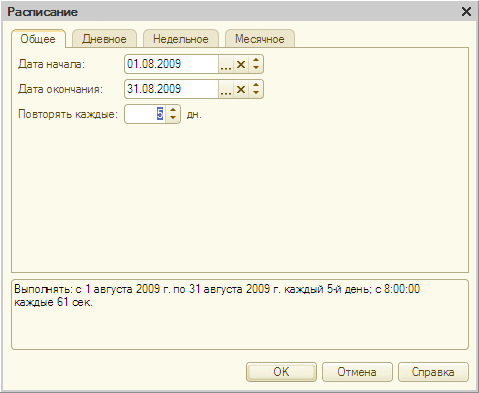 Расписание
Общее Дневное Недельное Месячное
Дата начала: 01.08.2009 ...
Дата окончания: 31.08.2009 ...
Повторять каждые: 5 дн.
Выполнять: с 1 августа 2009 г. по 31 августа 2009 г. каждый 5-й день; с 8:00:00
каждые 61 сек.
OK Отмена Справка